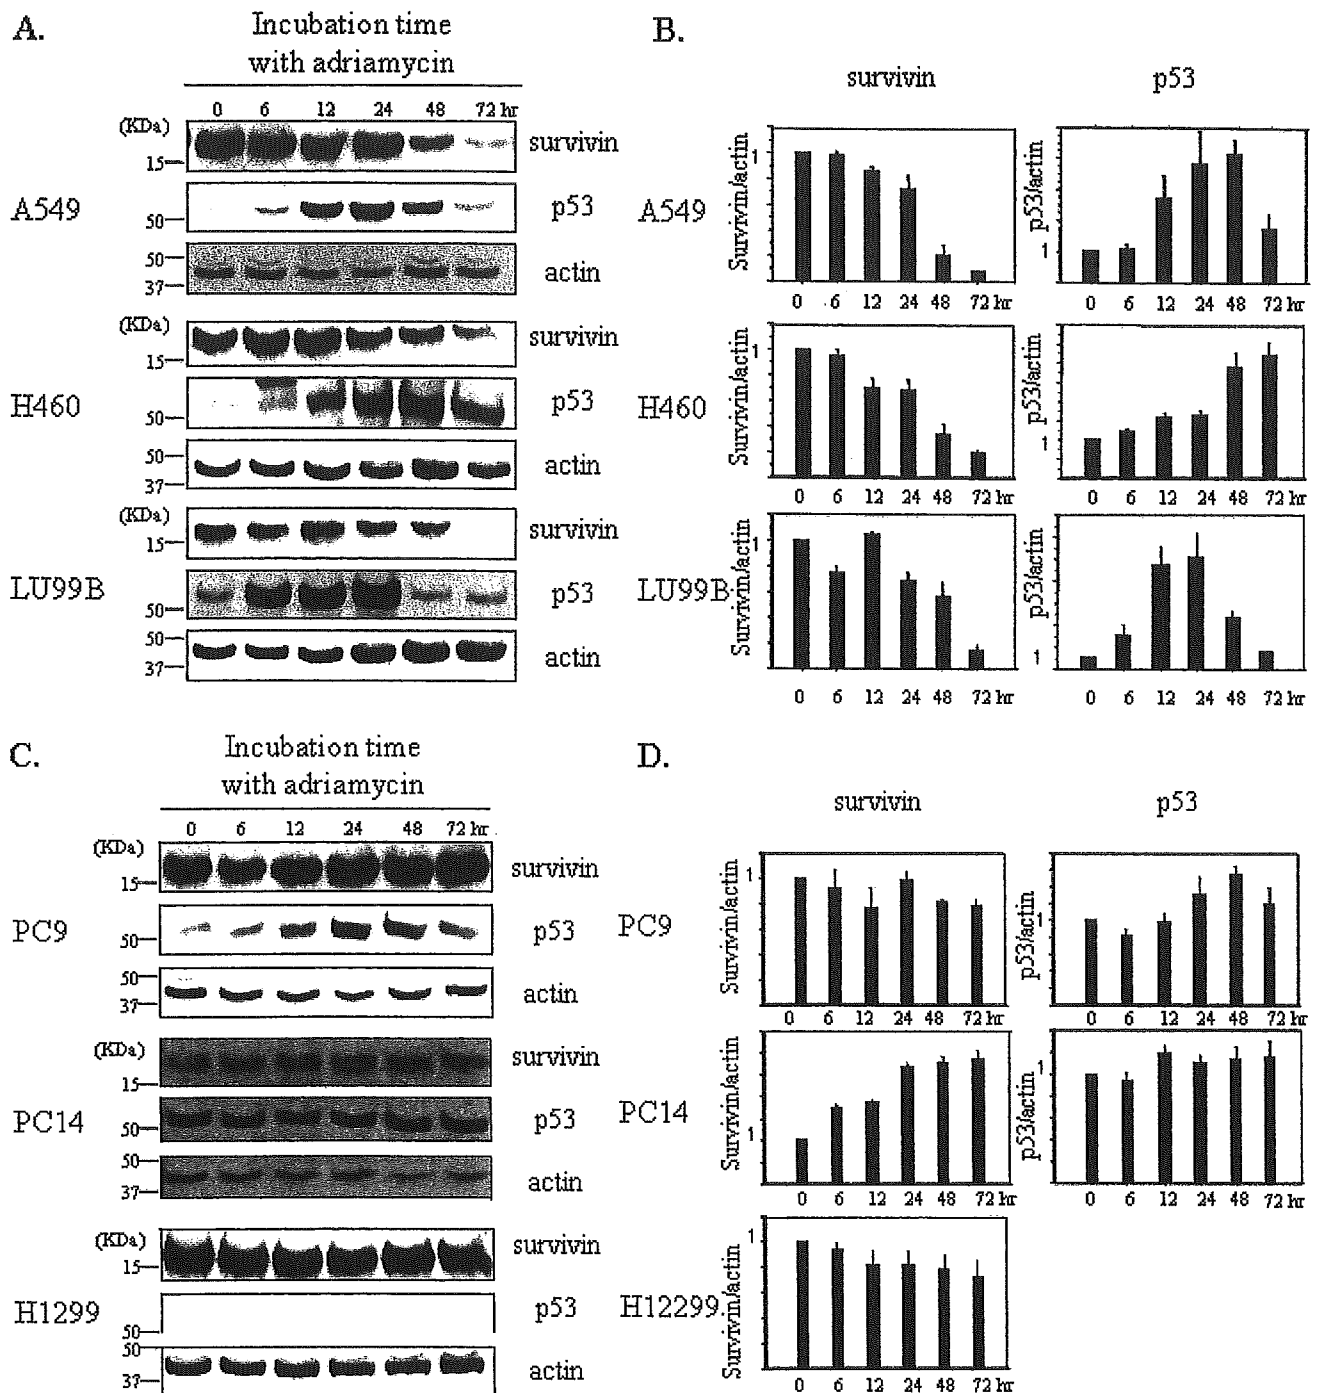 A.
Incubation time
with adriamycin
0 6 12 24 48 72 hr
(KDa)
15
survivin
A549
50
p53
50
37
actin
(KDa)
15
survivin
H460
50
p53
50
37
actin
(KDa)
15
survivin
LU99B
50
p53
50
37
actin
B.
survivin
p53
A549
Survivin/actin
1
0 6 12 24 48 72 hr
p53/actin
1
0 6 12 24 48 72 hr
H460
Survivin/actin
1
0 6 12 24 48 72 hr
p53/actin
1
0 6 12 24 48 72 hr
LU99B
Survivin/actin
1
0 6 12 24 48 72 hr
p53/actin
1
0 6 12 24 48 72 hr
C.
Incubation time
with adriamycin
0 6 12 24 48 72 hr
(KDa)
15
survivin
PC9
50
p53
50
37
actin
(KDa)
15
survivin
PC14
50
p53
50
37
actin
(KDa)
15
survivin
H1299
50
p53
50
37
actin
D.
survivin
p53
PC9
Survivin/actin
1
0 6 12 24 48 72 hr
p53/actin
1
0 6 12 24 48 72 hr
PC14
Survivin/actin
1
0 6 12 24 48 72 hr
p53/actin
1
0 6 12 24 48 72 hr
H12299
Survivin/actin
1
0 6 12 24 48 72 hr